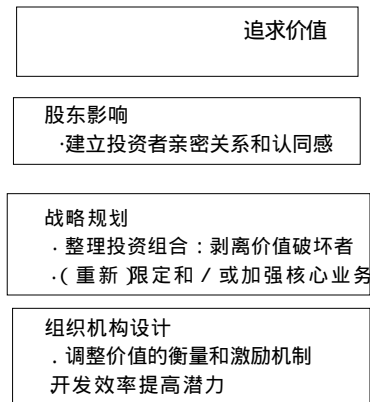 追求价值
股东影响
·建立投资者亲密关系和认同感
战略规划
·整理投资组合：剥离价值破坏者
·（重新）限定和/或加强核心业务
组织机构设计
.调整价值的衡量和激励机制
开发效率提高潜力